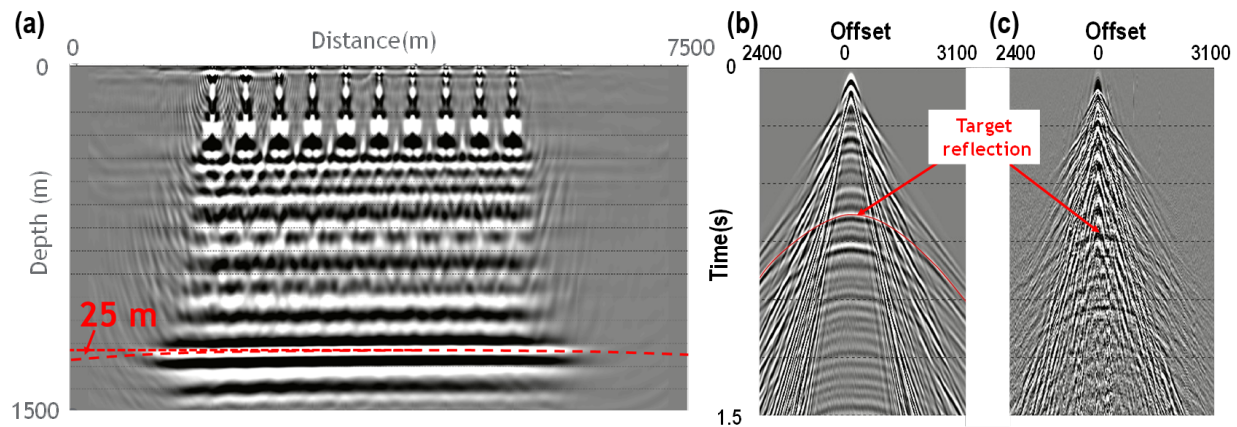 (a)
0
Distance(m)
7500
0
Depth (m)
25 m
1500
(b)
Offset
2400
0
3100
0
Time(s)
1.5
Target
reflection
(c)
Offset
2400
0
3100